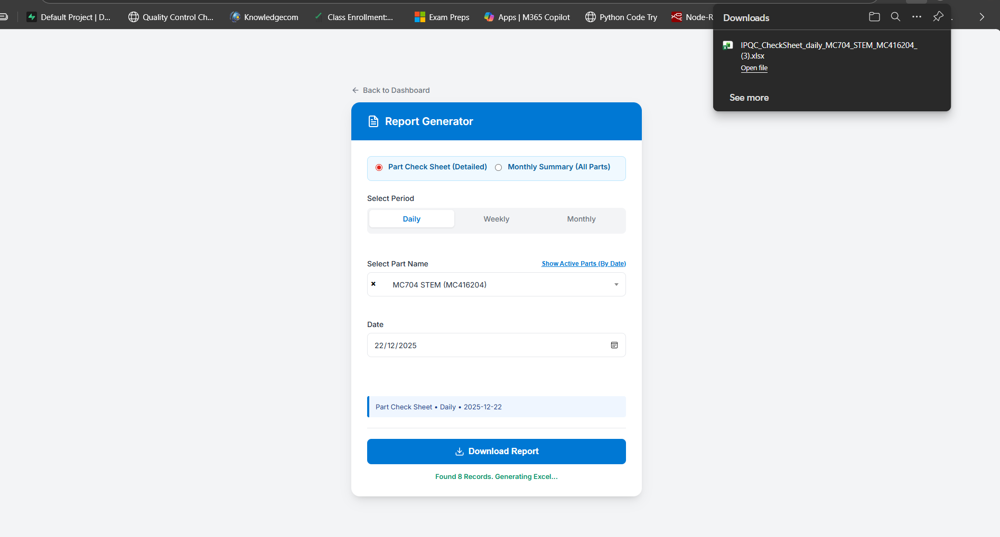 Default Project | D...
Quality Control Ch...
Knowledgecom
Class Enrollment:...
Exam Preps
Apps | M365 Copilot
Python Code Try
Node-R
Downloads
IPQC_CheckSheet_daily_MC704_STEM_MC416204_
(3).xlsx
Open file
See more
Back to Dashboard
Report Generator
Part Check Sheet (Detailed)
Monthly Summary (All Parts)
Select Period
Daily
Weekly
Monthly
Select Part Name
Show Active Parts (By Date)
× MC704 STEM (MC416204)
Date
22/12/2025
Part Check Sheet • Daily • 2025-12-22
Download Report
Found 8 Records. Generating Excel...